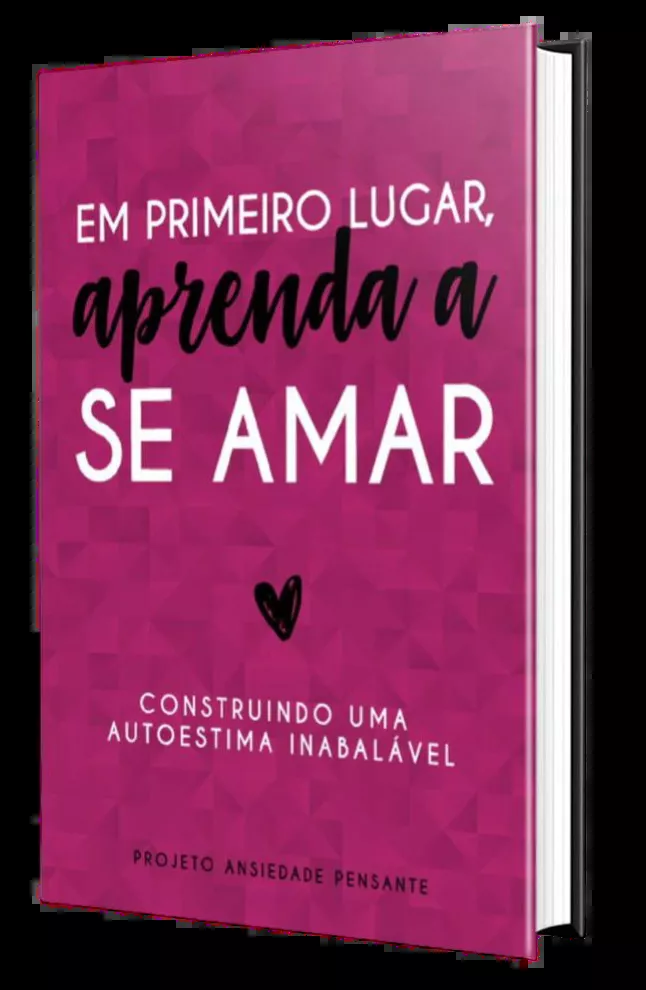 EM PRIMEIRO LUGAR,
aprenda a
SE AMAR
CONSTRUINDO UMA
AUTOESTIMA INABALÁVEL
PROJETO ANSIEDADE PENSANTE